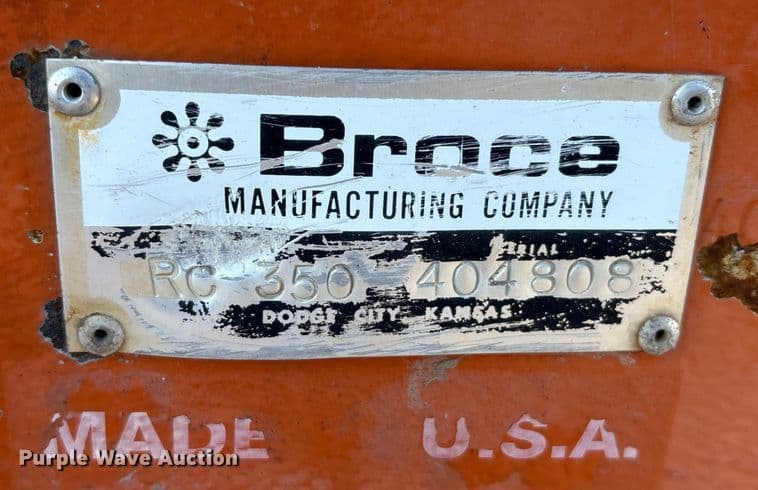 Broce
MANUFACTURING COMPANY
SERIAL
RC 350 404808
DODGE CITY, KANSAS
MADE U.S.A.
Purple Wave Auction